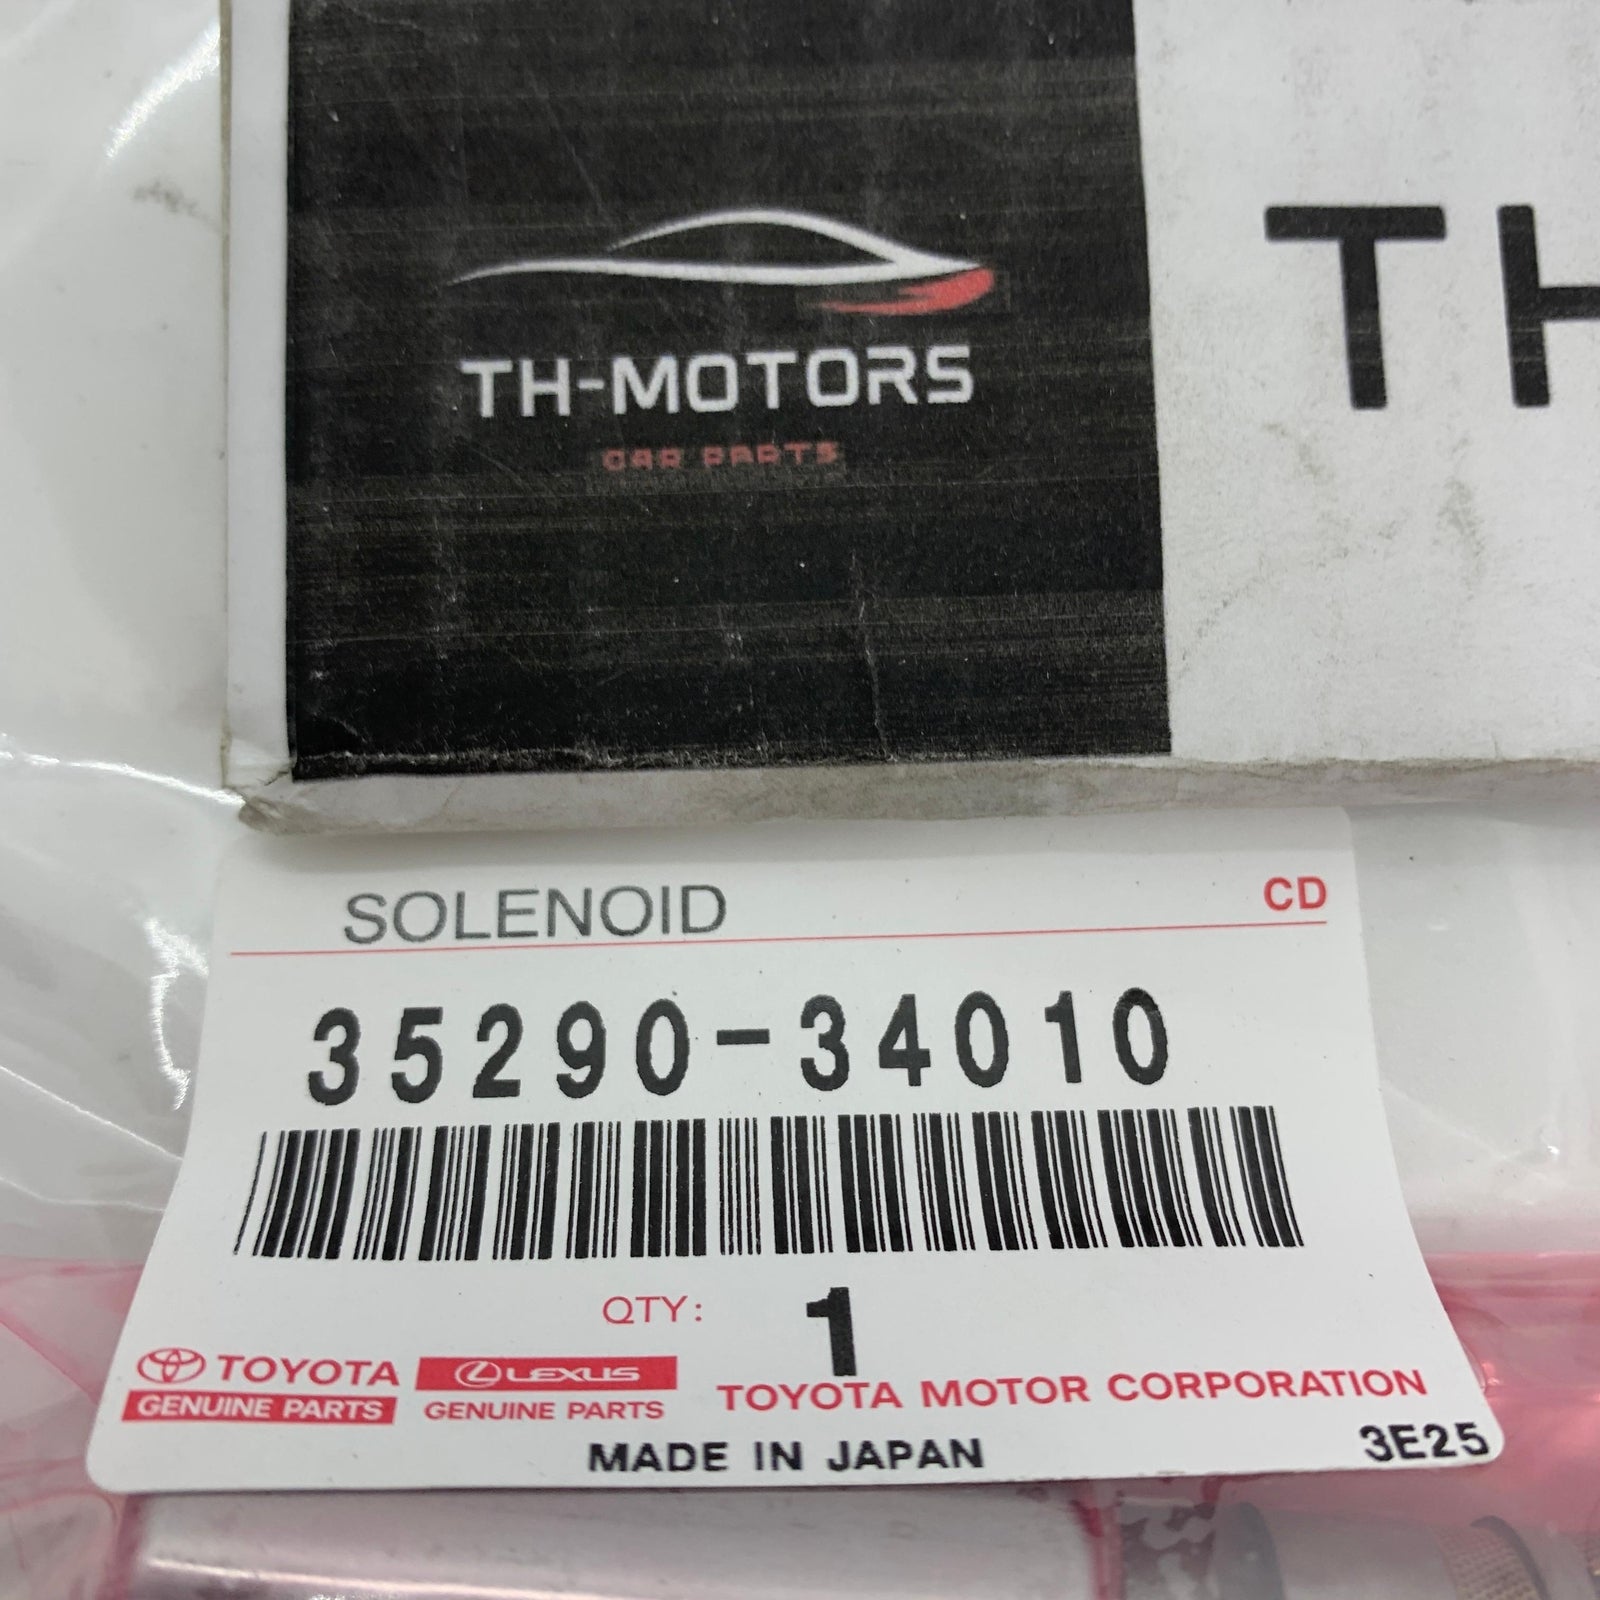 TH-MOTORS
CAR PARTS
TH
SOLENOID
CD
35290-34010
QTY: 1
TOYOTA
GENUINE PARTS
LEXUS
GENUINE PARTS
TOYOTA MOTOR CORPORATION
MADE IN JAPAN
3E25